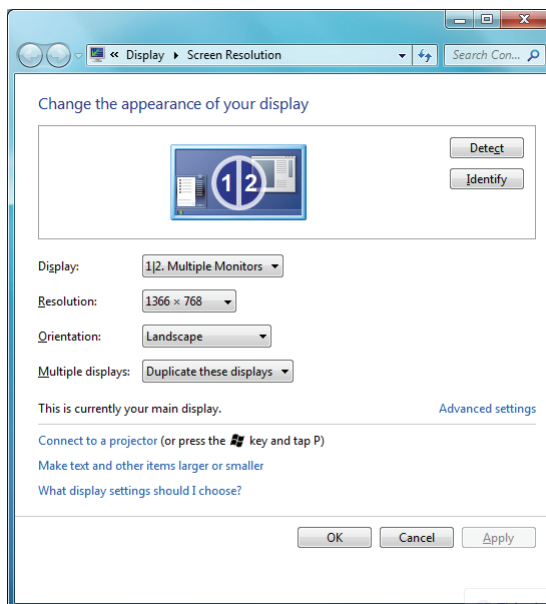 « Display ▸ Screen Resolution
Search Con...
Change the appearance of your display
1 2
Detect
Identify
Display: 1|2. Multiple Monitors
Resolution: 1366 × 768
Orientation: Landscape
Multiple displays: Duplicate these displays
This is currently your main display. Advanced settings
Connect to a projector (or press the key and tap P)
Make text and other items larger or smaller
What display settings should I choose?
OK Cancel Apply